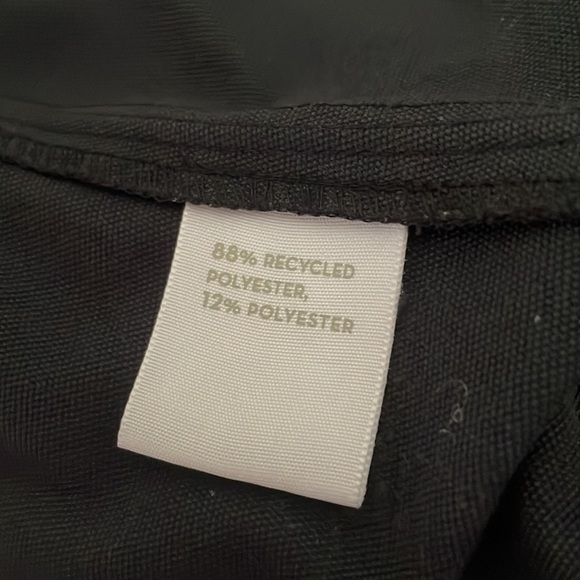 88% RECYCLED
POLYESTER,
12% POLYESTER